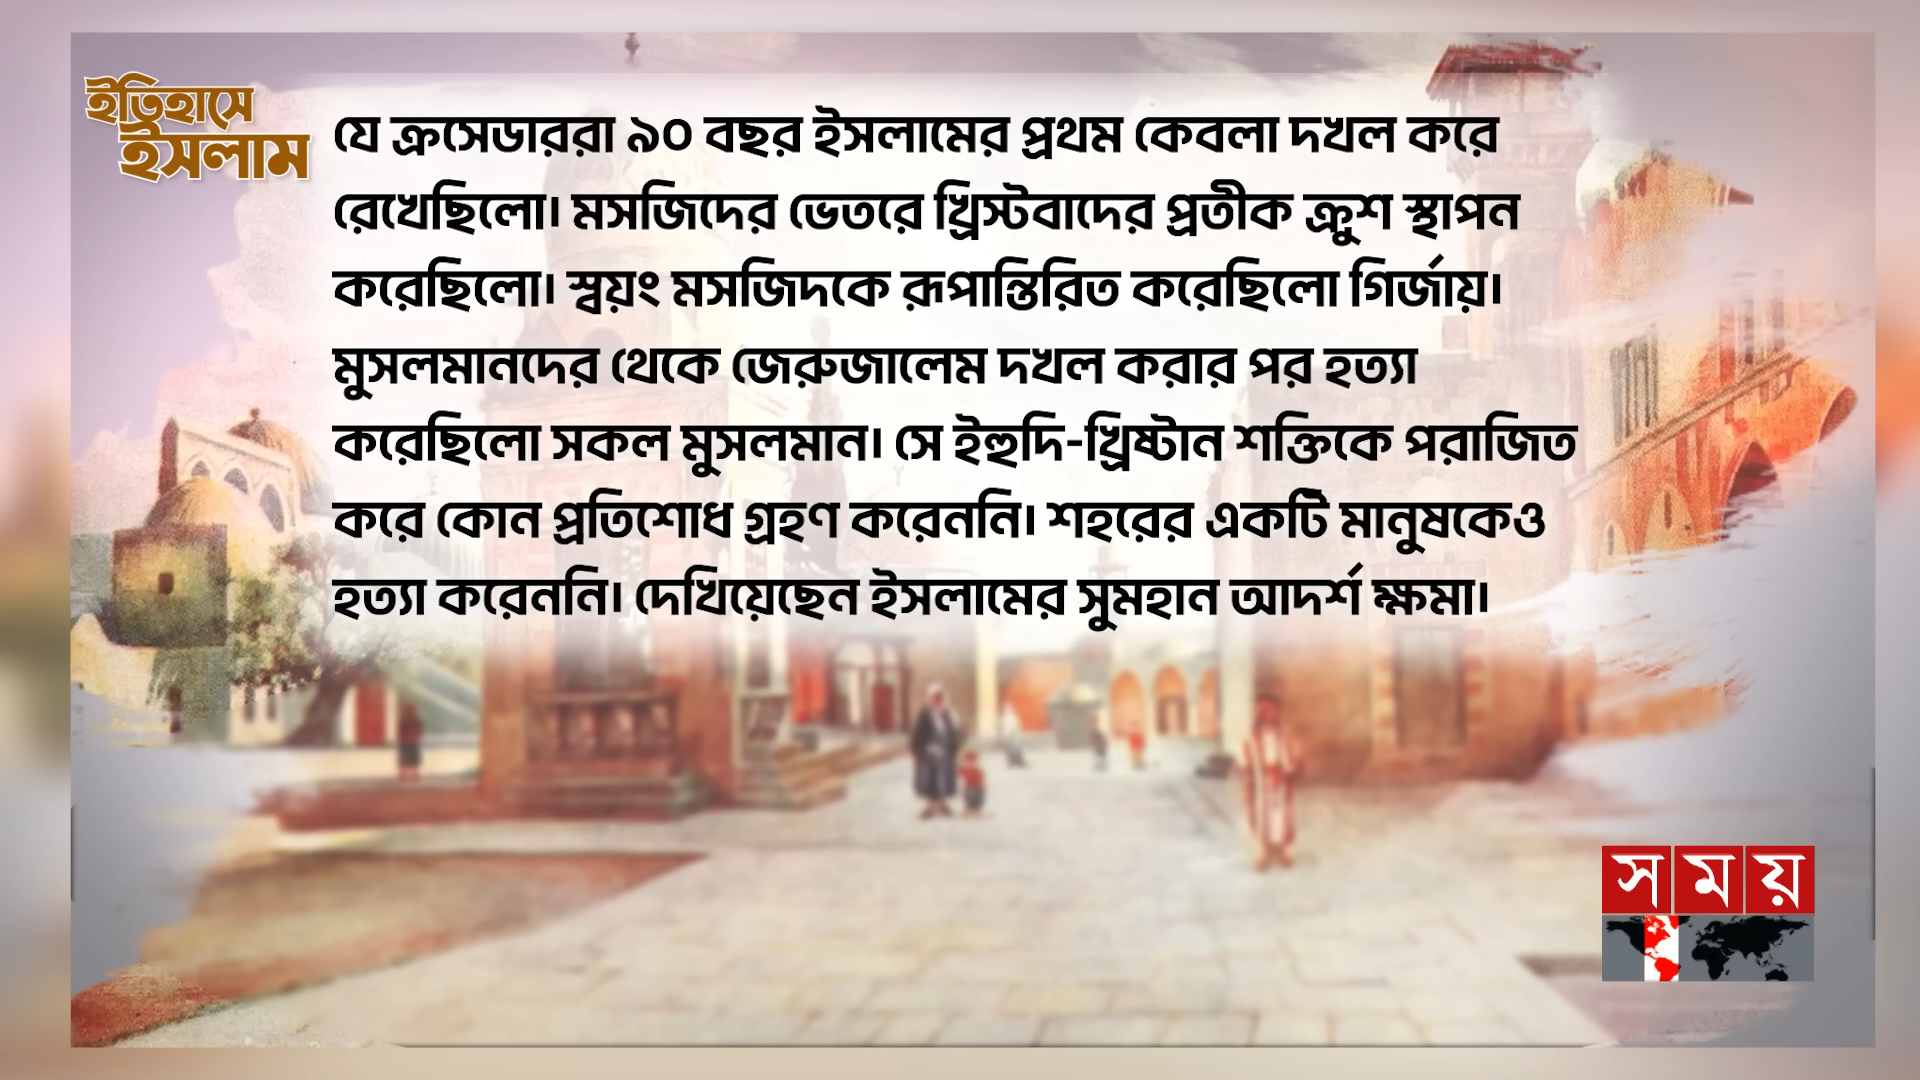 ইতিহাসে
ইসলাম
যে ক্রসেডাররা ৯০ বছর ইসলামের প্রথম কেবলা দখল করে
রেখেছিলো। মসজিদের ভেতরে খ্রিস্টবাদের প্রতীক ক্রুশ স্থাপন
করেছিলো। স্বয়ং মসজিদকে রূপান্তিরিত করেছিলো গির্জায়।
মুসলমানদের থেকে জেরুজালেম দখল করার পর হত্যা
করেছিলো সকল মুসলমান। সে ইহুদি-খ্রিষ্টান শক্তিকে পরাজিত
করে কোন প্রতিশোধ গ্রহণ করেননি। শহরের একটি মানুষকেও
হত্যা করেননি। দেখিয়েছেন ইসলামের সুমহান আদর্শ ক্ষমা।
সময়